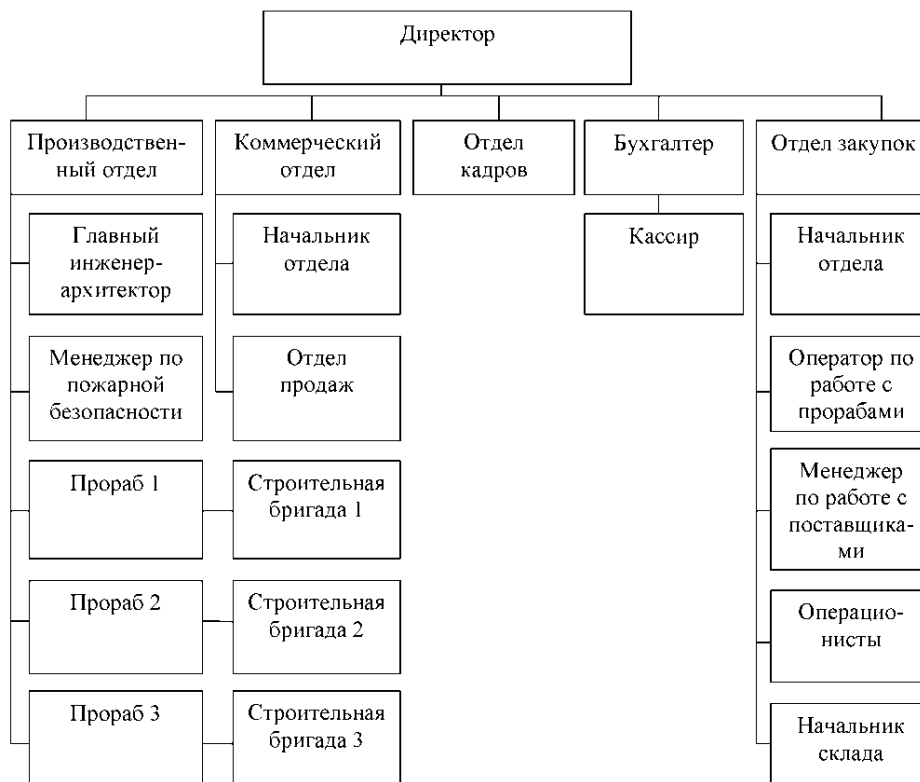 Директор
Производствен-
ный отдел
Коммерческий
отдел
Отдел
кадров
Бухгалтер
Отдел закупок
Главный
инженер-
архитектор
Начальник
отдела
Кассир
Начальник
отдела
Менеджер по
пожарной
безопасности
Отдел
продаж
Оператор по
работе с
прорабами
Прораб 1
Строительная
бригада 1
Менеджер
по работе с
поставщика-
ми
Прораб 2
Строительная
бригада 2
Операцио-
нисты
Прораб 3
Строительная
бригада 3
Начальник
склада